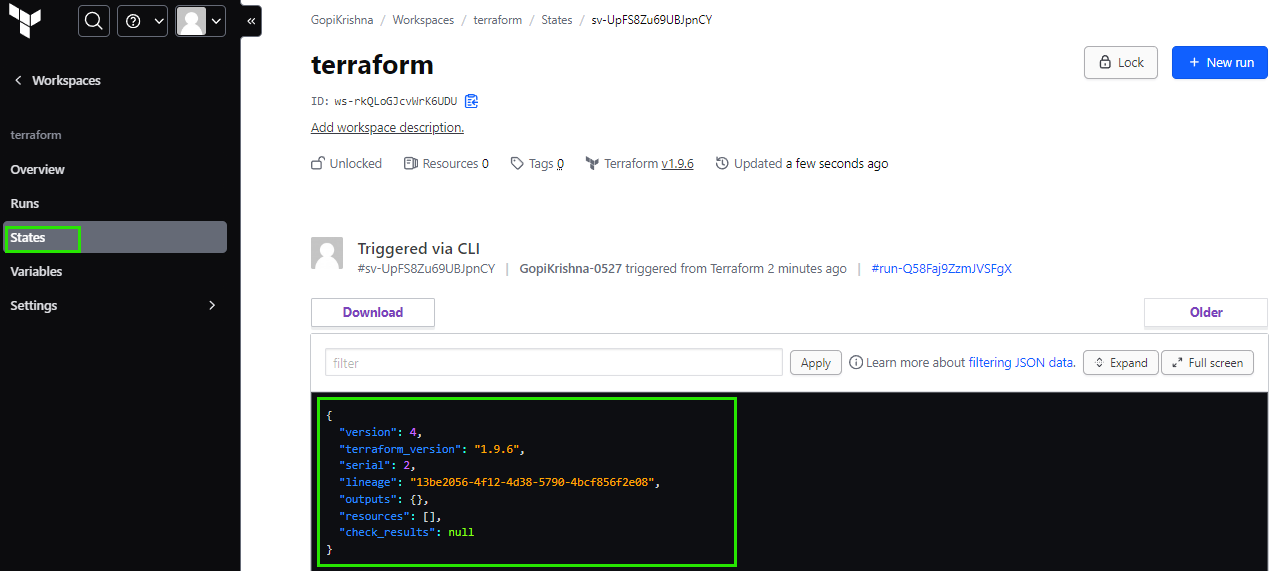 GopiKrishna / Workspaces / terraform / States / sv-UpFS8Zu69UBJpnCY
Workspaces
terraform
Lock
+ New run
ID: ws-rkQLoGJcvWrK6UDU
Add workspace description.
Unlocked Resources 0 Tags 0 Terraform v1.9.6 Updated a few seconds ago
terraform
Overview
Runs
States
Variables
Settings
Triggered via CLI
#sv-UpFS8Zu69UBJpnCY | GopiKrishna-0527 triggered from Terraform 2 minutes ago | #run-Q58Faj9ZzmJVSFgX
Download
Older
filter
Apply
Learn more about filtering JSON data.
Expand
Full screen
{
"version": 4,
"terraform_version": "1.9.6",
"serial": 2,
"lineage": "13be2056-4f12-4d38-5790-4bcf856f2e08",
"outputs": {},
"resources": [],
"check_results": null
}